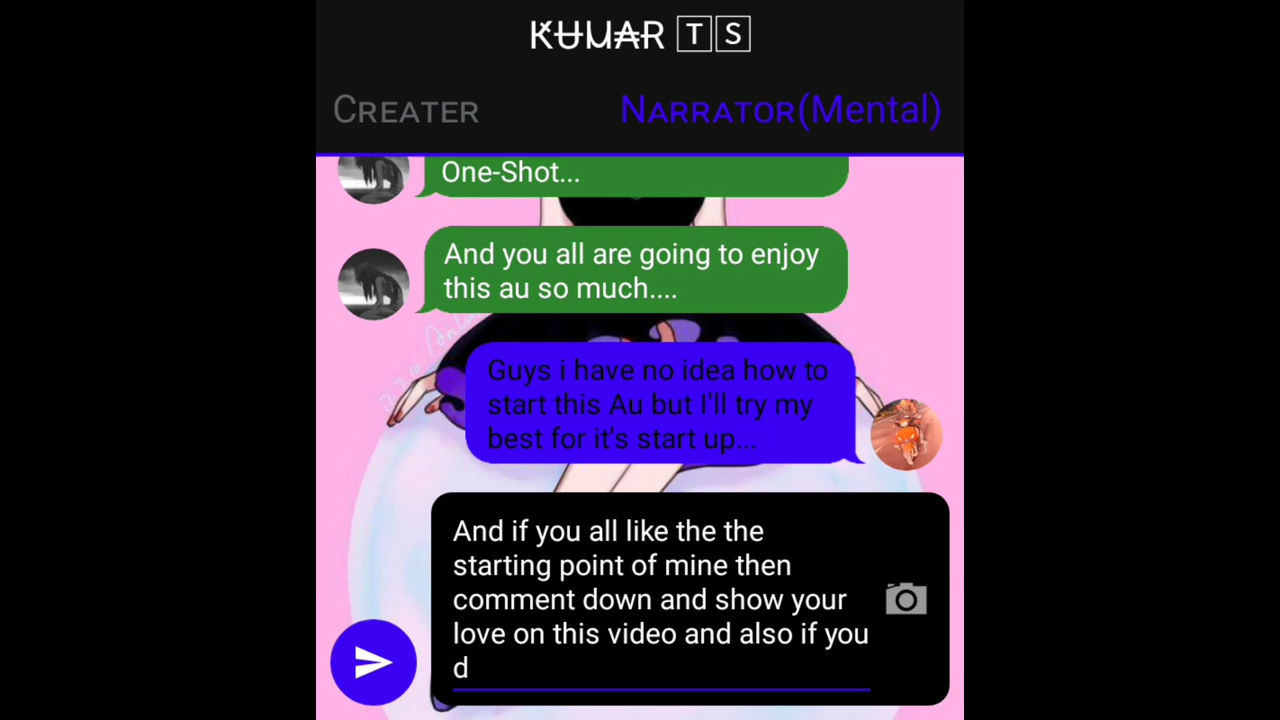 KUUAR TS
CREATER NARRATOR(Mental)
One-Shot...
And you all are going to enjoy
this au so much....
Guys i have no idea how to
start this Au but I'll try my
best for it's start up...
And if you all like the the
starting point of mine then
comment down and show your
love on this video and also if you
d